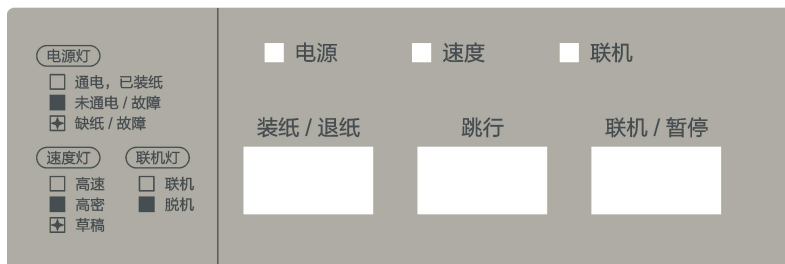 电源灯
通电，已装纸
未通电 / 故障
缺纸 / 故障
速度灯
联机灯
高速
联机
高密
脱机
草稿
电源
速度
联机
装纸 / 退纸
跳行
联机 / 暂停